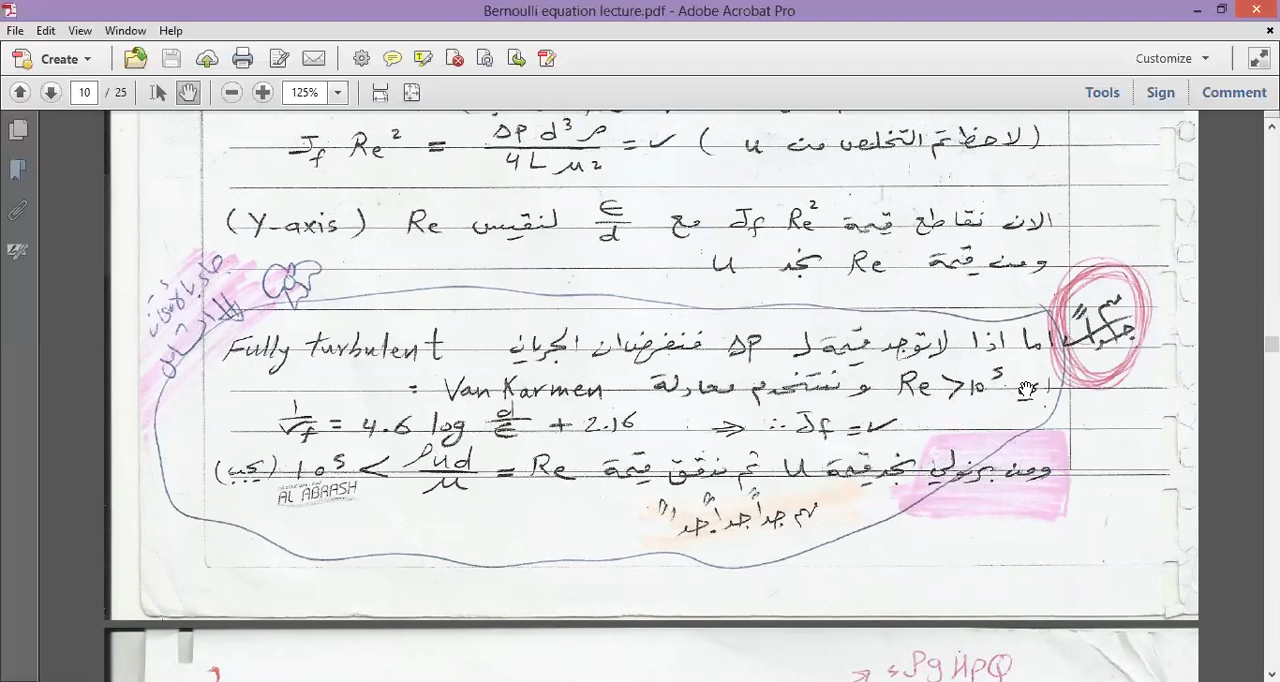 Bernoulli equation lecture.pdf - Adobe Acrobat Pro
File Edit View Window Help
Create Customize
10 / 25 125% Tools Sign Comment
Jf Re² = Δp d³ ρ / 4 L μ² = ✓ (لاحظ تم التخلص من u)
الان نقاطع قيمة Jf Re² مع ϵ/d لنقيس Re (Y-axis)
ومن قيمة Re نجد u
اما اذا لا توجد قيمة لـ Δp فنفرض ان الجريان Fully turbulent
اي Re > 10⁵ و نستخدم معادلة Van Karmen =
1/√f = 4.6 log d/ϵ + 2.16 ⇒ ∴ Jf = ✓
ومن برنولي نجد قيمة u ثم ندقق قيمة Re = ρud/μ > 10⁵ (يجب)
AL ABRASH
مهم جداً جداً جداً